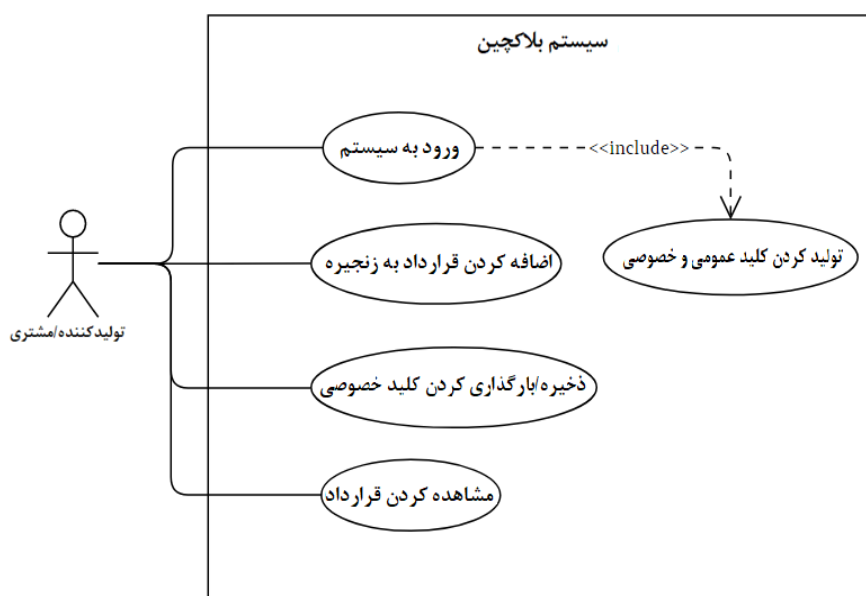 سیستم بلاکچین
ورود به سیستم
<<include>>
تولید کردن کلید عمومی و خصوصی
اضافه کردن قرارداد به زنجیره
تولیدکننده/مشتری
ذخیره/بارگذاری کردن کلید خصوصی
مشاهده کردن قرارداد